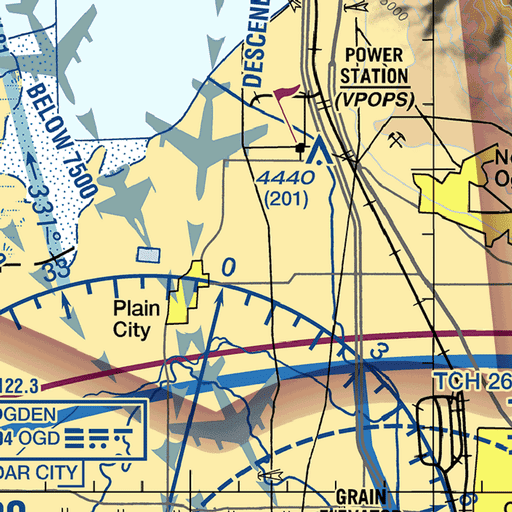 DESCEN
POWER
STATION
(VPOPS)
BELOW 7500
4440
(201)
331°
33
0
Plain
City
3
122.3
OGDEN
OGD
DAR CITY
TCH 26
GRAIN